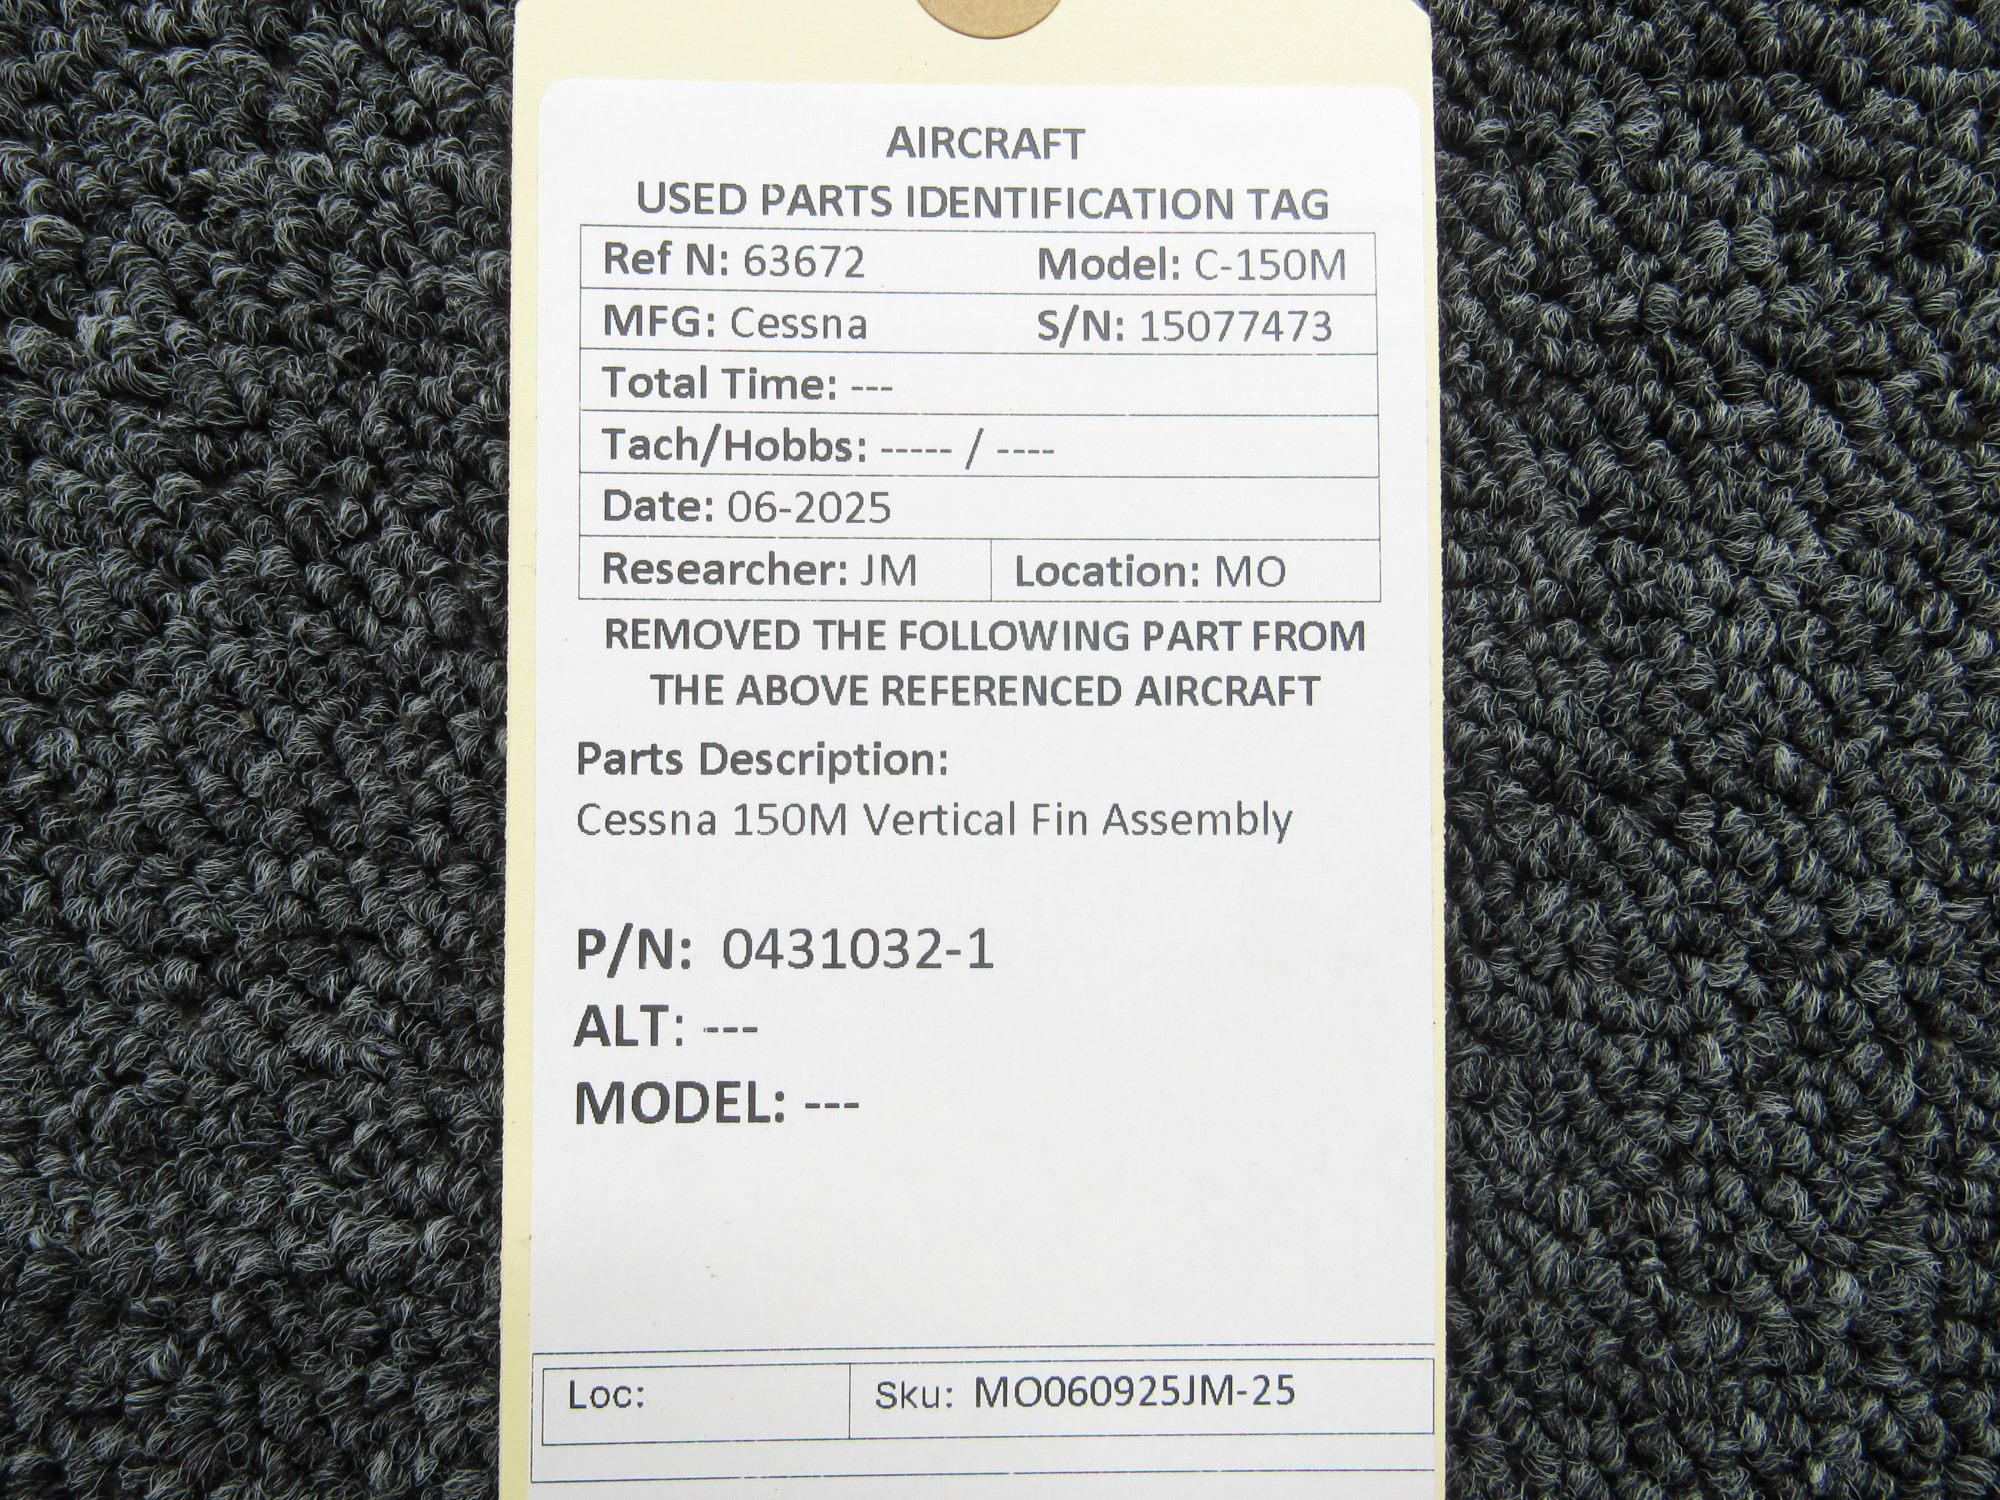 AIRCRAFT
USED PARTS IDENTIFICATION TAG
Ref N: 63672 Model: C-150M
MFG: Cessna S/N: 15077473
Total Time: ---
Tach/Hobbs: ----- / ----
Date: 06-2025
Researcher: JM Location: MO
REMOVED THE FOLLOWING PART FROM
THE ABOVE REFERENCED AIRCRAFT
Parts Description:
Cessna 150M Vertical Fin Assembly
P/N: 0431032-1
ALT: ---
MODEL: ---
Loc: Sku: MO060925JM-25